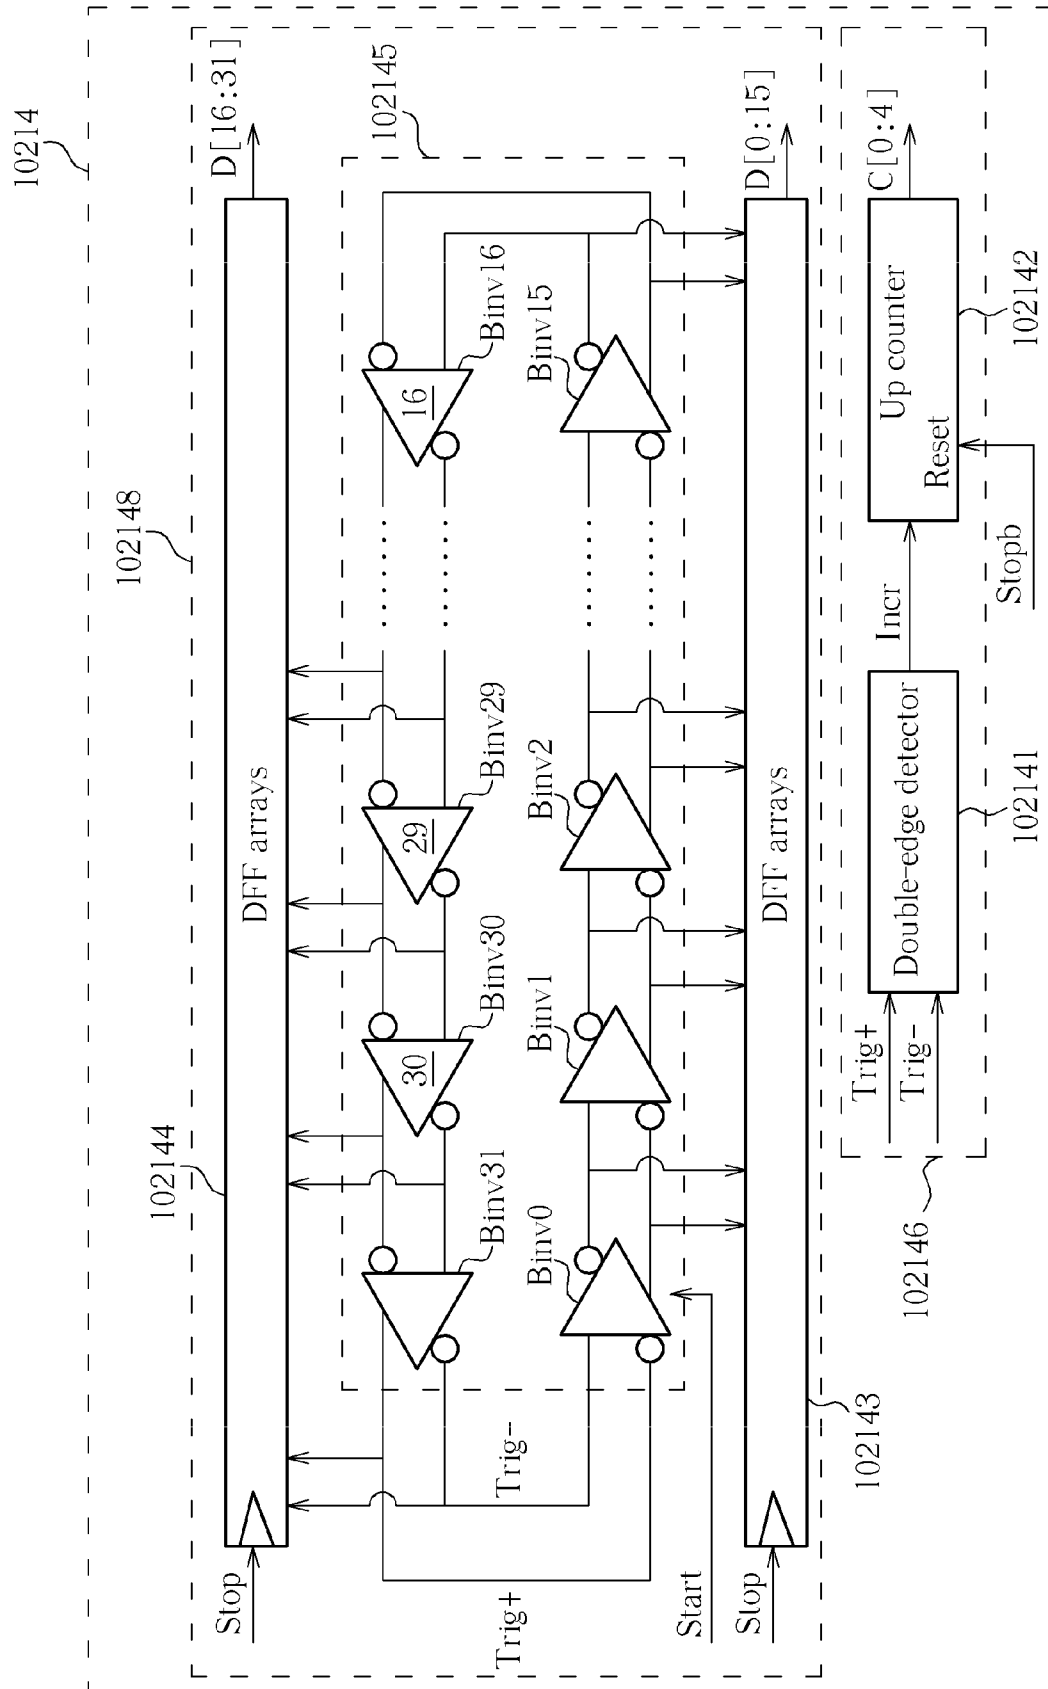 10214
102148
102144
Stop
DFF arrays
D[16:31]
102145
Binv31
30
Binv30
29
Binv29
16
Binv16
Trig+
Trig-
Binv0
Binv1
Binv2
Binv15
Start
Stop
DFF arrays
D[0:15]
102143
102146
Trig+
Trig-
Double-edge detector
102141
Incr
Up counter
Reset
C[0:4]
102142
Stopb